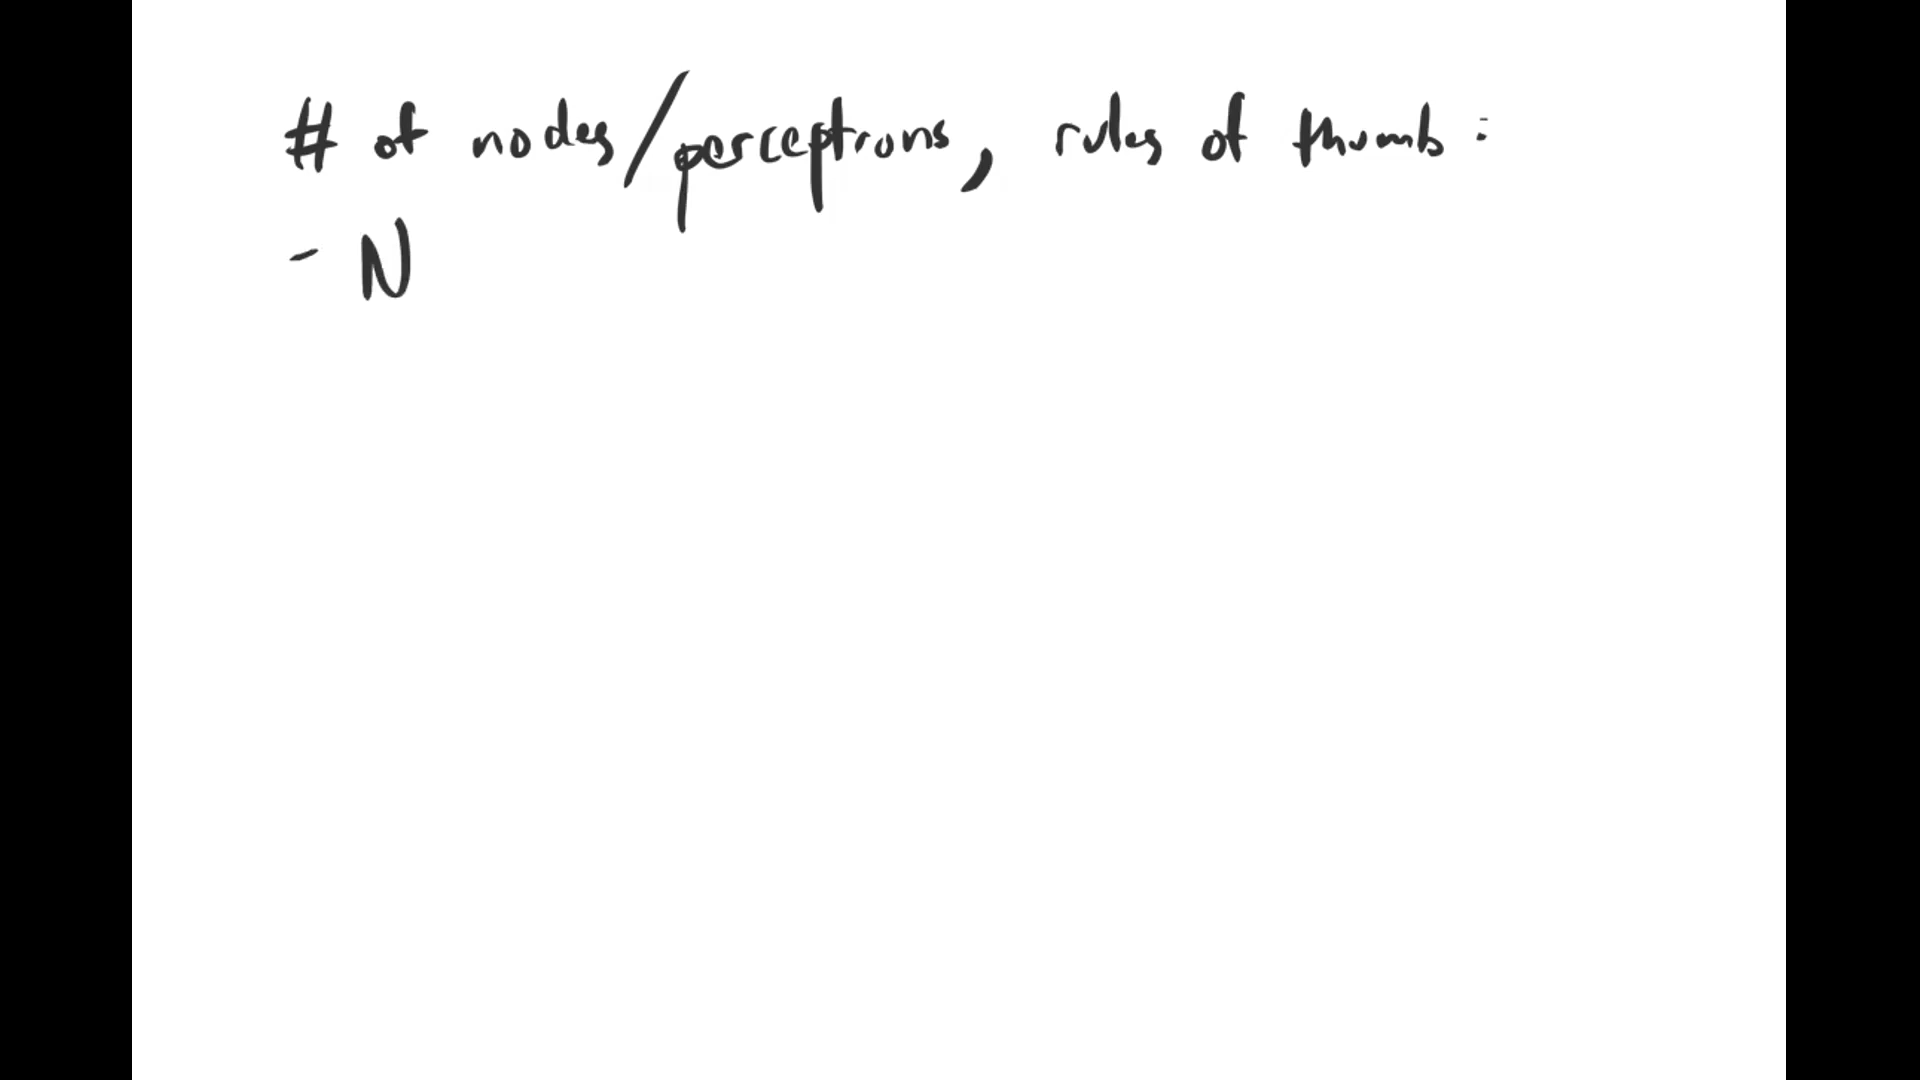 # of nodes/perceptrons, rules of thumb:
- N